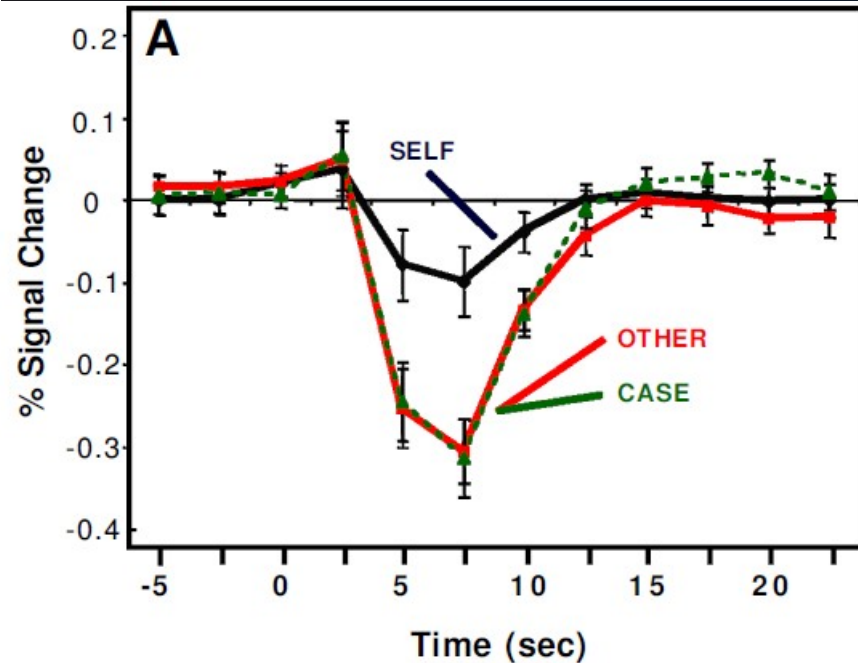 A
0.2
0.1
0
-0.1
-0.2
-0.3
-0.4
% Signal Change
SELF
OTHER
CASE
-5 0 5 10 15 20
Time (sec)